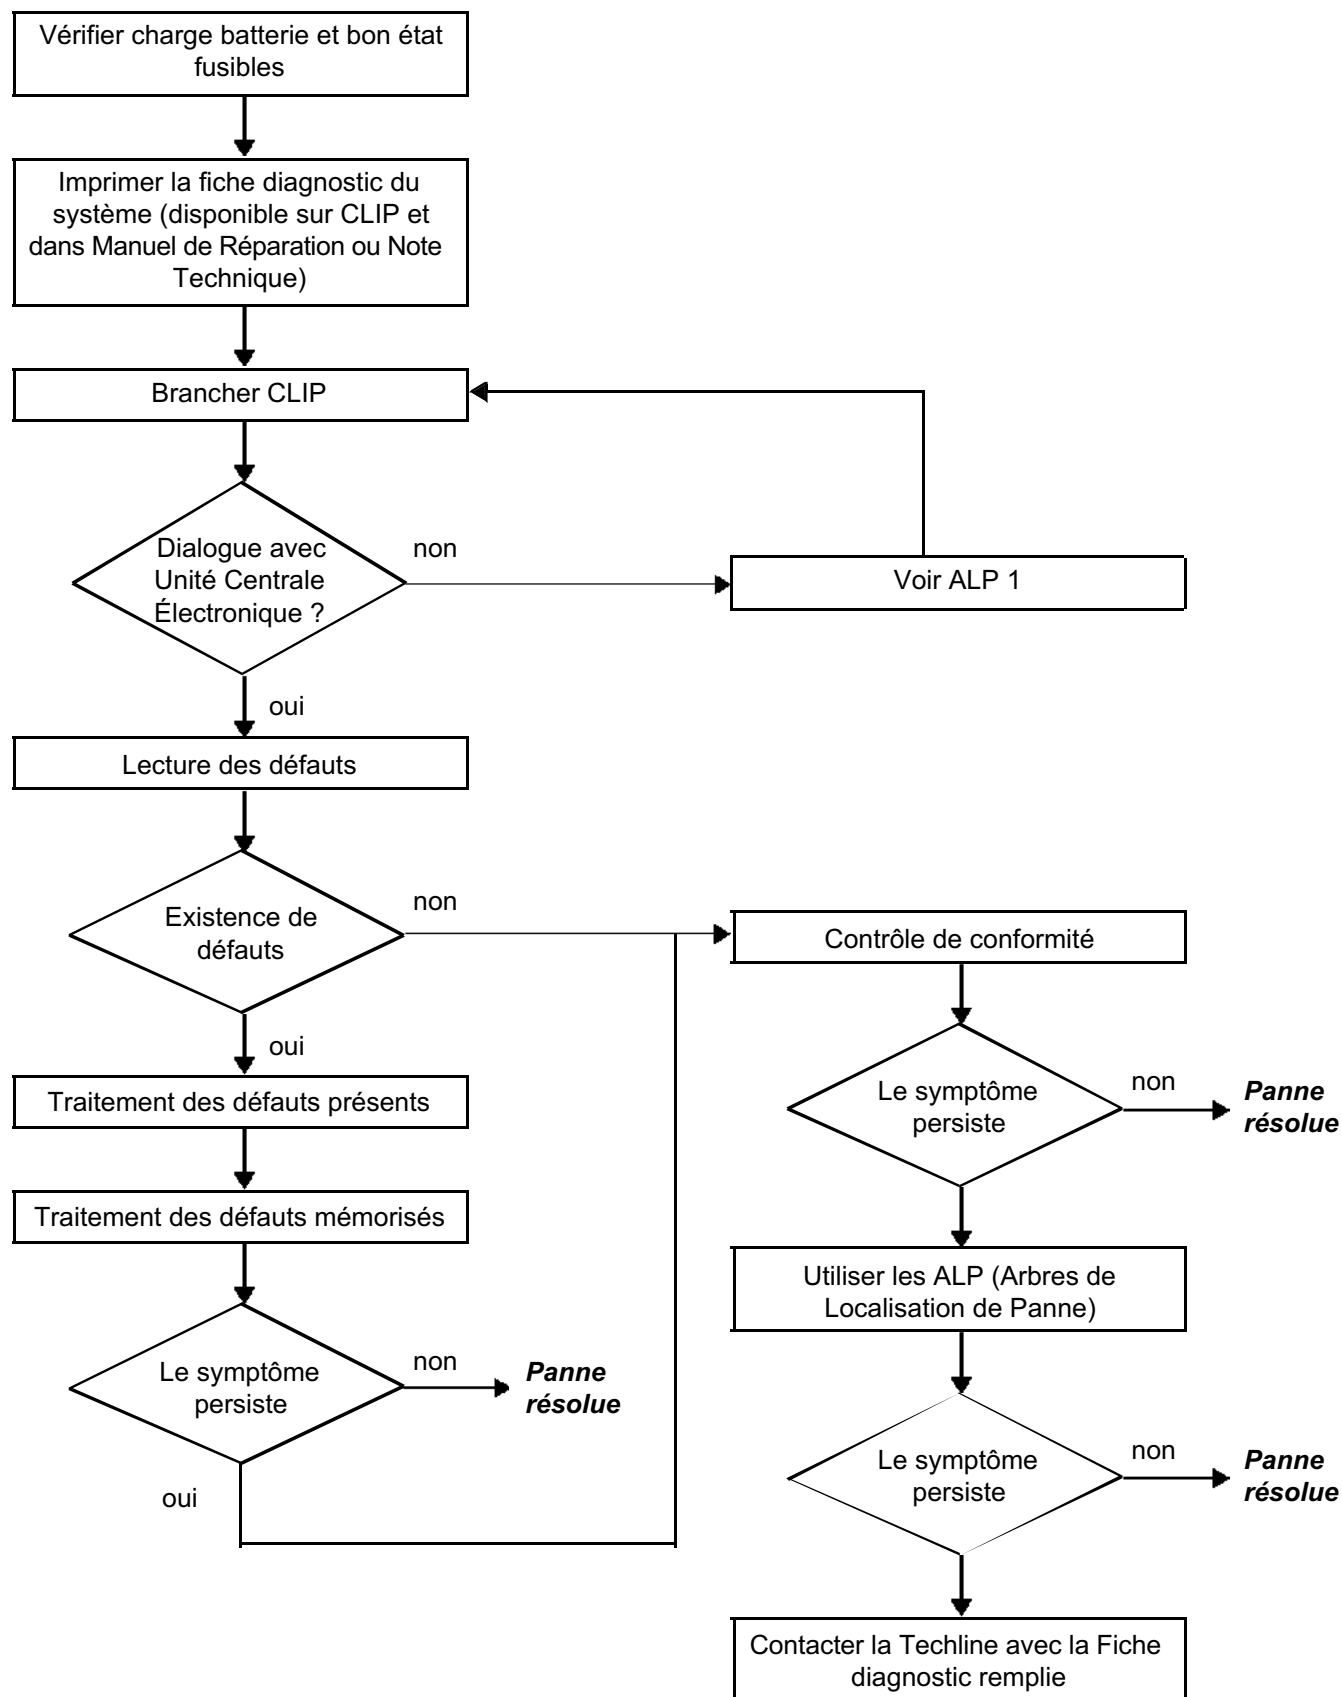 Vérifier charge batterie et bon état
fusibles
Imprimer la fiche diagnostic du
système (disponible sur CLIP et
dans Manuel de Réparation ou Note
Technique)
Brancher CLIP
Dialogue avec
Unité Centrale
Électronique ?
non
Voir ALP 1
oui
Lecture des défauts
Existence de
défauts
non
Contrôle de conformité
oui
Traitement des défauts présents
Le symptôme
persiste
non
Panne
résolue
Traitement des défauts mémorisés
Utiliser les ALP (Arbres de
Localisation de Panne)
Le symptôme
persiste
non
Panne
résolue
oui
Le symptôme
persiste
non
Panne
résolue
Contacter la Techline avec la Fiche
diagnostic remplie